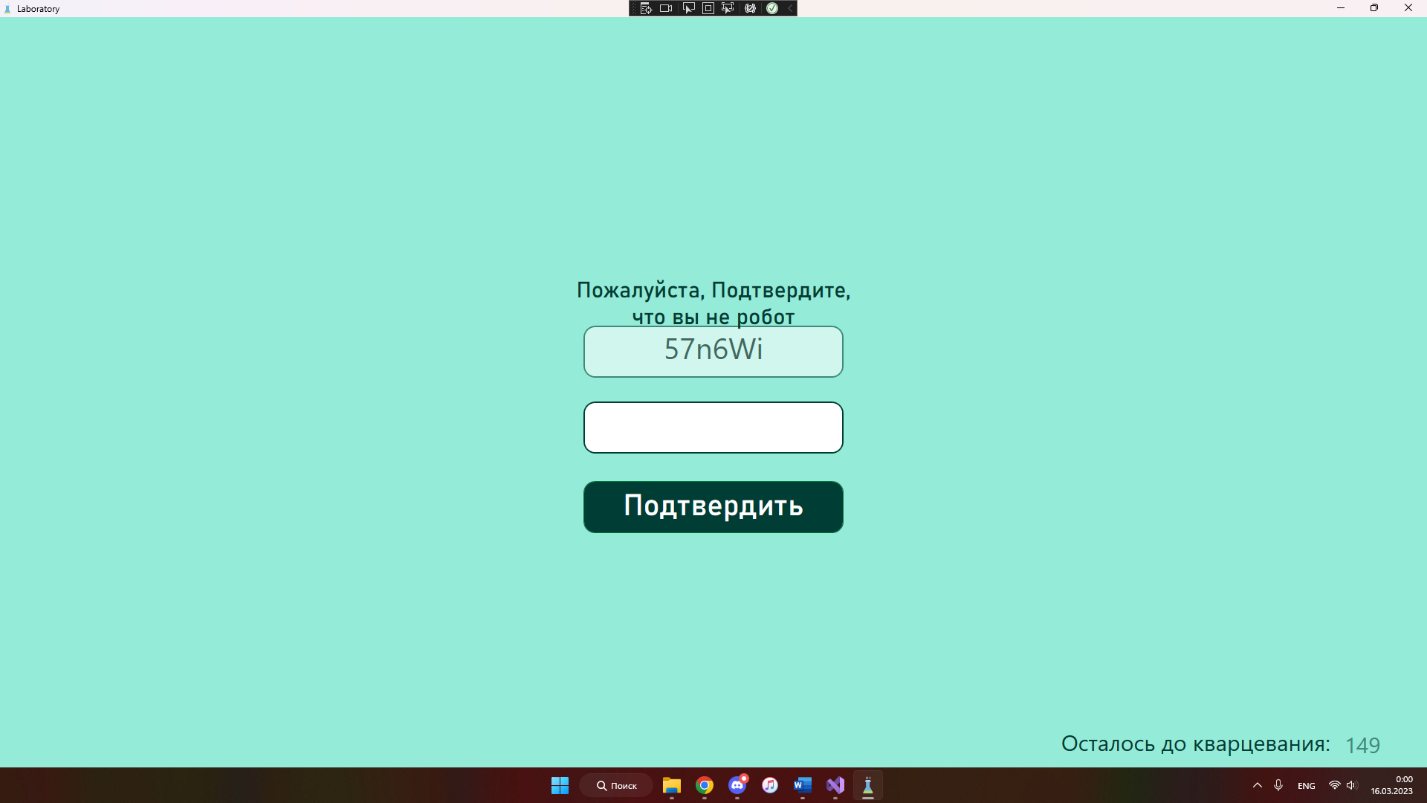 Laboratory
Пожалуйста, Подтвердите,
что вы не робот
57n6Wi
Подтвердить
Осталось до кварцевания: 149
Поиск
ENG
0:00
16.03.2023